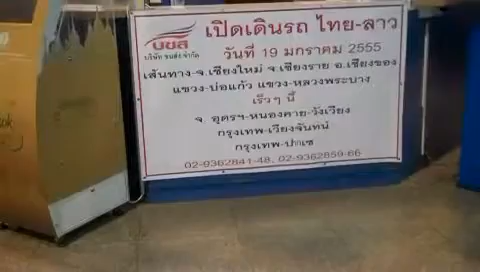 เปิดเดินรถ ไทย-ลาว
บขส
บริษัท ขนส่ง จำกัด
วันที่ 19 มกราคม 2555
เส้นทาง-จ.เชียงใหม่ จ.เชียงราย อ.เชียงของ
แขวง-บ่อแก้ว แขวง-หลวงพระบาง
เร็วๆ นี้
จ. อุดรฯ-หนองคาย-วังเวียง
กรุงเทพ-เวียงจันทน์
กรุงเทพ-ปากเซ
02-9362841-48, 02-9362859-66